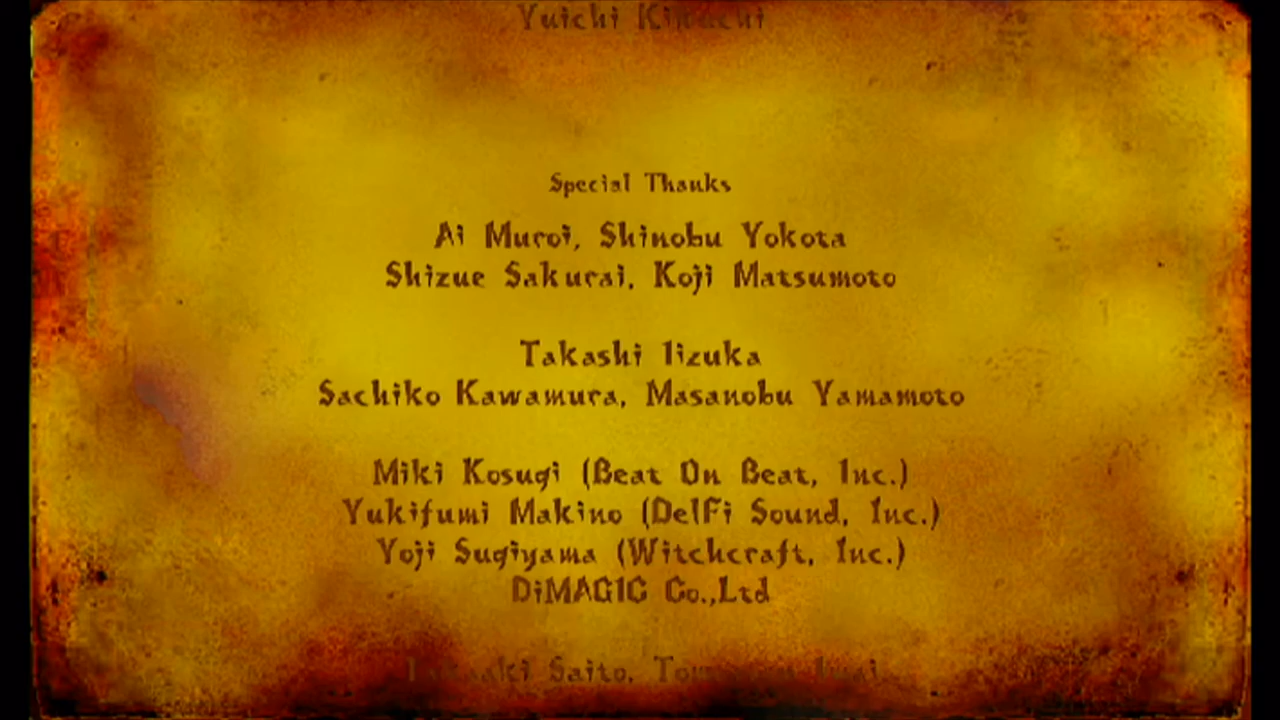 Yuichi
Special Thanks
Ai Muroi, Shinobu Yokota
Shizue Sakurai, Koji Matsumoto
Takashi Iizuka
Sachiko Kawamura, Masanobu Yamamoto
Miki Kosugi (Beat On Beat, Inc.)
Yukifumi Makino (DelFi Sound, Inc.)
Yoji Sugiyama (Witchcraft, Inc.)
DiMAGIC Co.,Ltd
Saito,